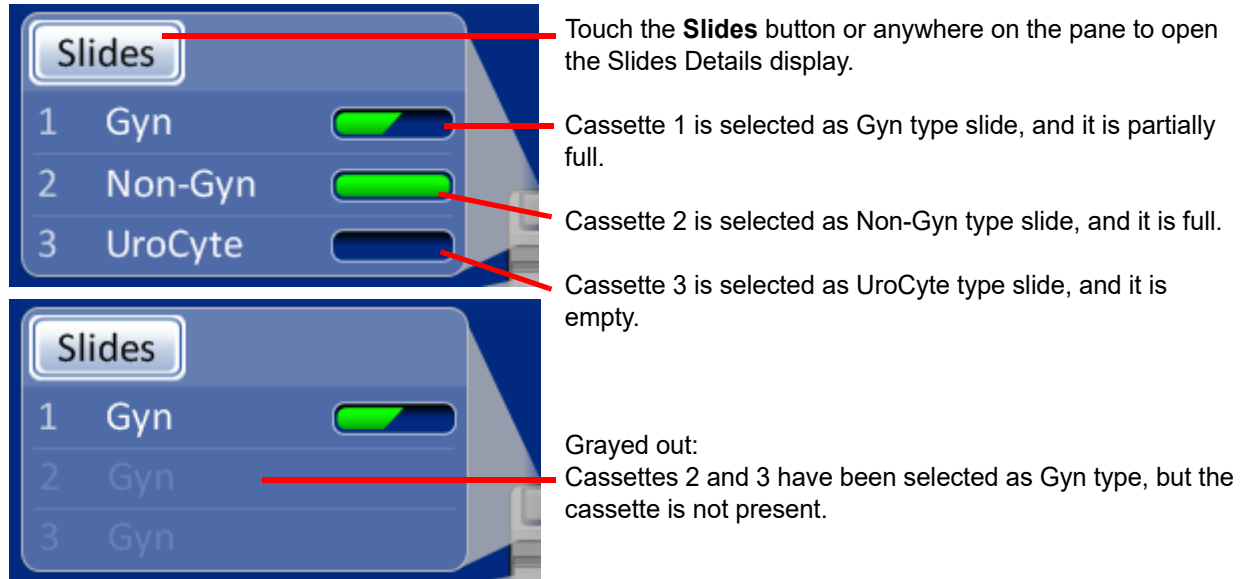 Slides
1 Gyn
2 Non-Gyn
3 UroCyte
Touch the Slides button or anywhere on the pane to open
the Slides Details display.
Cassette 1 is selected as Gyn type slide, and it is partially
full.
Cassette 2 is selected as Non-Gyn type slide, and it is full.
Cassette 3 is selected as UroCyte type slide, and it is
empty.
Slides
1 Gyn
2 Gyn
3 Gyn
Grayed out:
Cassettes 2 and 3 have been selected as Gyn type, but the
cassette is not present.